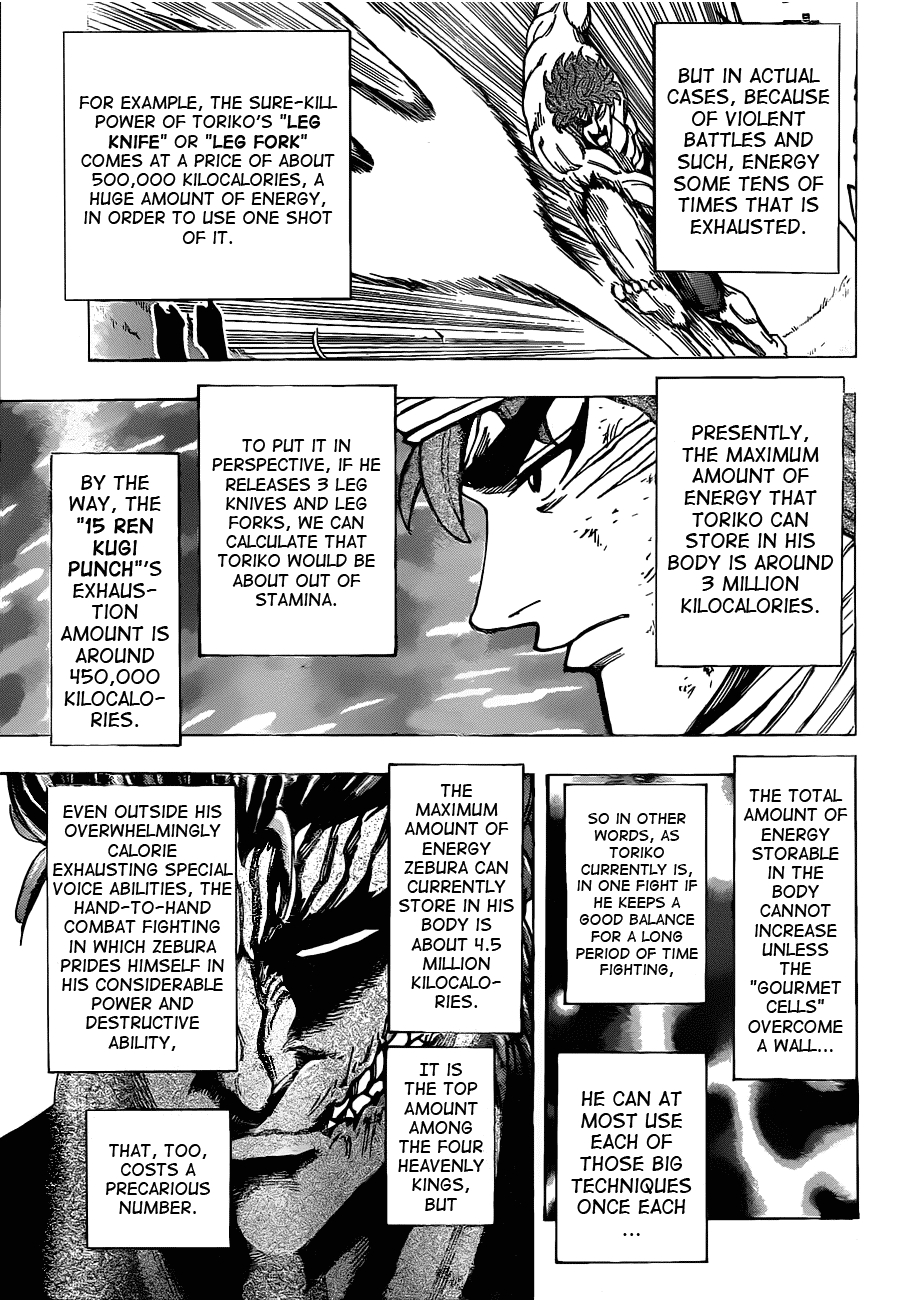 BUT IN ACTUAL
CASES, BECAUSE
OF VIOLENT
BATTLES AND
SUCH, ENERGY
SOME TENS OF
TIMES THAT IS
EXHAUSTED.
FOR EXAMPLE, THE SURE-KILL
POWER OF TORIKO'S "LEG
KNIFE" OR "LEG FORK"
COMES AT A PRICE OF ABOUT
500,000 KILOCALORIES, A
HUGE AMOUNT OF ENERGY,
IN ORDER TO USE ONE SHOT
OF IT.
PRESENTLY,
THE MAXIMUM
AMOUNT OF
ENERGY THAT
TORIKO CAN
STORE IN HIS
BODY IS AROUND
3 MILLION
KILOCALORIES.
TO PUT IT IN
PERSPECTIVE, IF HE
RELEASES 3 LEG
KNIVES AND LEG
FORKS, WE CAN
CALCULATE THAT
TORIKO WOULD BE
ABOUT OUT OF
STAMINA.
BY THE
WAY, THE
"15 REN
KUGI
PUNCH"'S
EXHAUS-
TION
AMOUNT IS
AROUND
450,000
KILOCALO-
RIES.
THE TOTAL
AMOUNT OF
ENERGY
STORABLE
IN THE
BODY
CANNOT
INCREASE
UNLESS
THE
"GOURMET
CELLS"
OVERCOME
A WALL...
SO IN OTHER
WORDS, AS
TORIKO
CURRENTLY IS,
IN ONE FIGHT IF
HE KEEPS A
GOOD BALANCE
FOR A LONG
PERIOD OF TIME
FIGHTING,
HE CAN AT
MOST USE
EACH OF
THOSE BIG
TECHNIQUES
ONCE EACH
...
THE
MAXIMUM
AMOUNT OF
ENERGY
ZEBURA CAN
CURRENTLY
STORE IN HIS
BODY IS
ABOUT 4.5
MILLION
KILOCALO-
RIES.
IT IS
THE TOP
AMOUNT
AMONG
THE FOUR
HEAVENLY
KINGS,
BUT
EVEN OUTSIDE HIS
OVERWHELMINGLY
CALORIE
EXHAUSTING SPECIAL
VOICE ABILITIES, THE
HAND-TO-HAND
COMBAT FIGHTING
IN WHICH ZEBURA
PRIDES HIMSELF IN
HIS CONSIDERABLE
POWER AND
DESTRUCTIVE
ABILITY,
THAT, TOO,
COSTS A
PRECARIOUS
NUMBER.